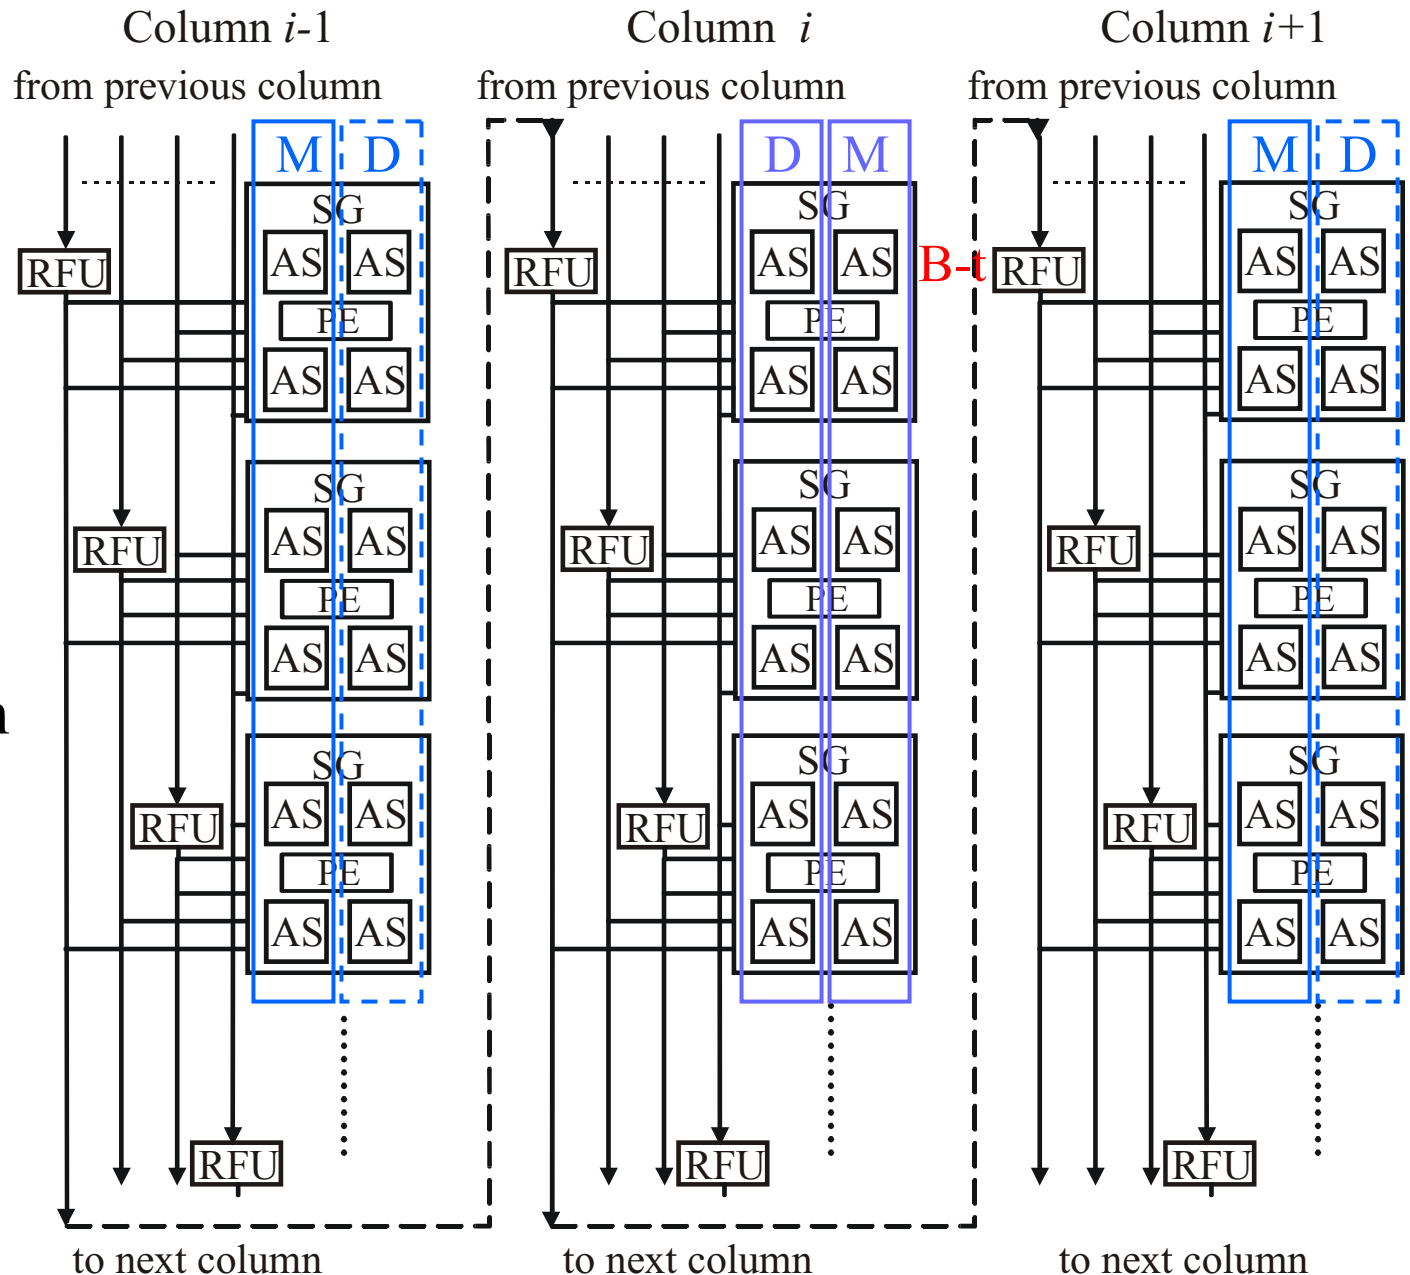 Column i-1
Column i
Column i+1
from previous column
from previous column
from previous column
M D
D M
M D
SG
SG
SG
AS AS
AS AS
AS AS
RFU
RFU
B-t
RFU
PE
PE
PE
AS AS
AS AS
AS AS
SG
SG
SG
AS AS
AS AS
AS AS
RFU
RFU
RFU
PE
PE
PE
AS AS
AS AS
AS AS
n
SG
SG
SG
AS AS
AS AS
AS AS
RFU
RFU
RFU
PE
PE
PE
AS AS
AS AS
AS AS
RFU
RFU
RFU
to next column
to next column
to next column